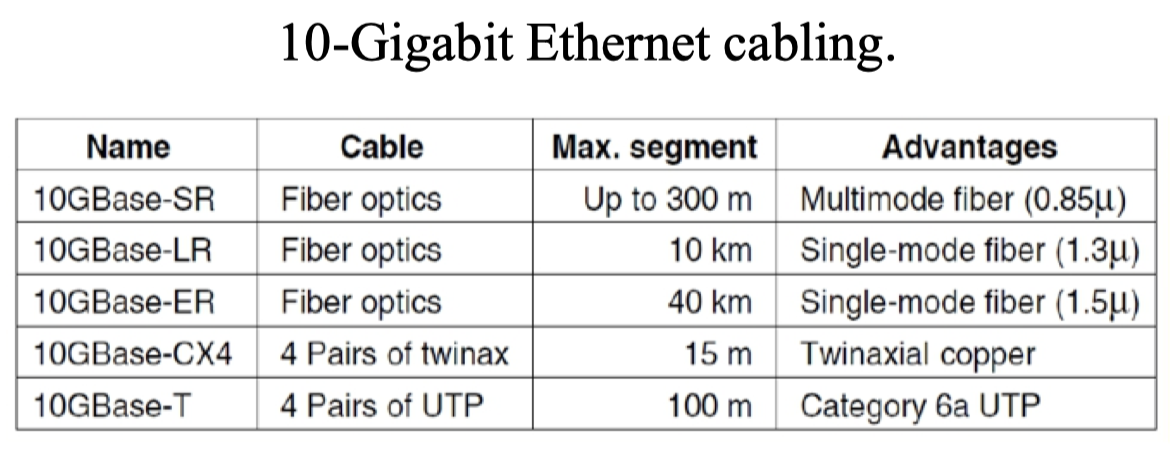 10-Gigabit Ethernet cabling.
Name Cable Max. segment Advantages
10GBase-SR Fiber optics Up to 300 m Multimode fiber (0.85µ)
10GBase-LR Fiber optics 10 km Single-mode fiber (1.3µ)
10GBase-ER Fiber optics 40 km Single-mode fiber (1.5µ)
10GBase-CX4 4 Pairs of twinax 15 m Twinaxial copper
10GBase-T 4 Pairs of UTP 100 m Category 6a UTP